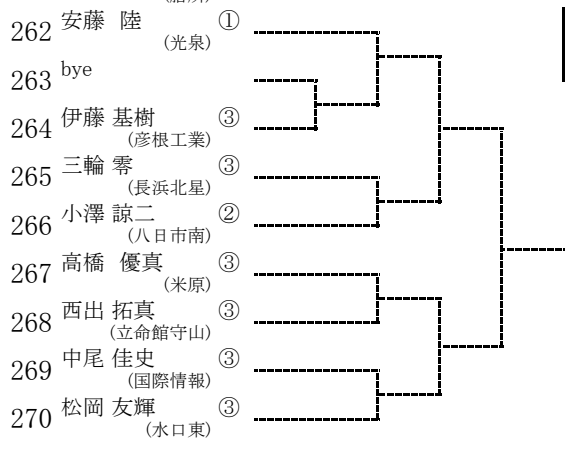 262 安藤 陸 ①
(光泉)
263 bye
264 伊藤 基樹 ③
(彦根工業)
265 三輪 零 ③
(長浜北星)
266 小澤 諒二 ②
(八日市南)
267 高橋 優真 ③
(米原)
268 西出 拓真 ③
(立命館守山)
269 中尾 佳史 ③
(国際情報)
270 松岡 友輝 ③
(水口東)